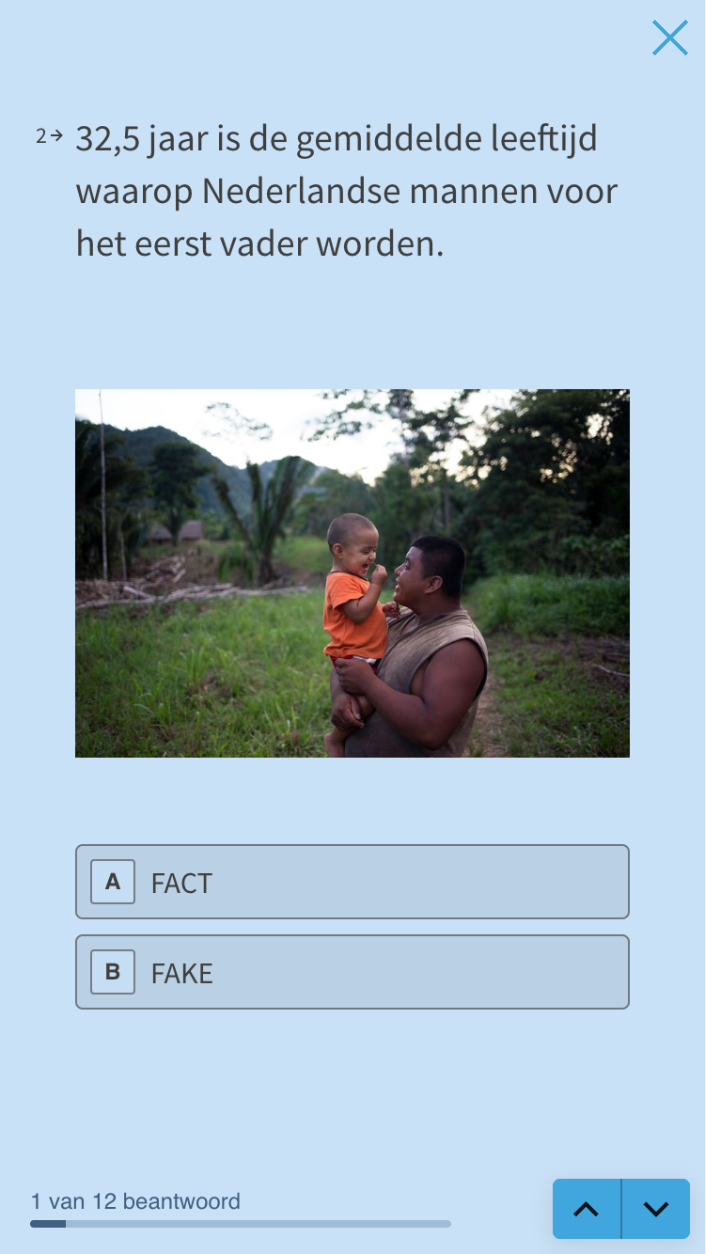 2→ 32,5 jaar is de gemiddelde leeftijd
waarop Nederlandse mannen voor
het eerst vader worden.
A FACT
B FAKE
1 van 12 beantwoord